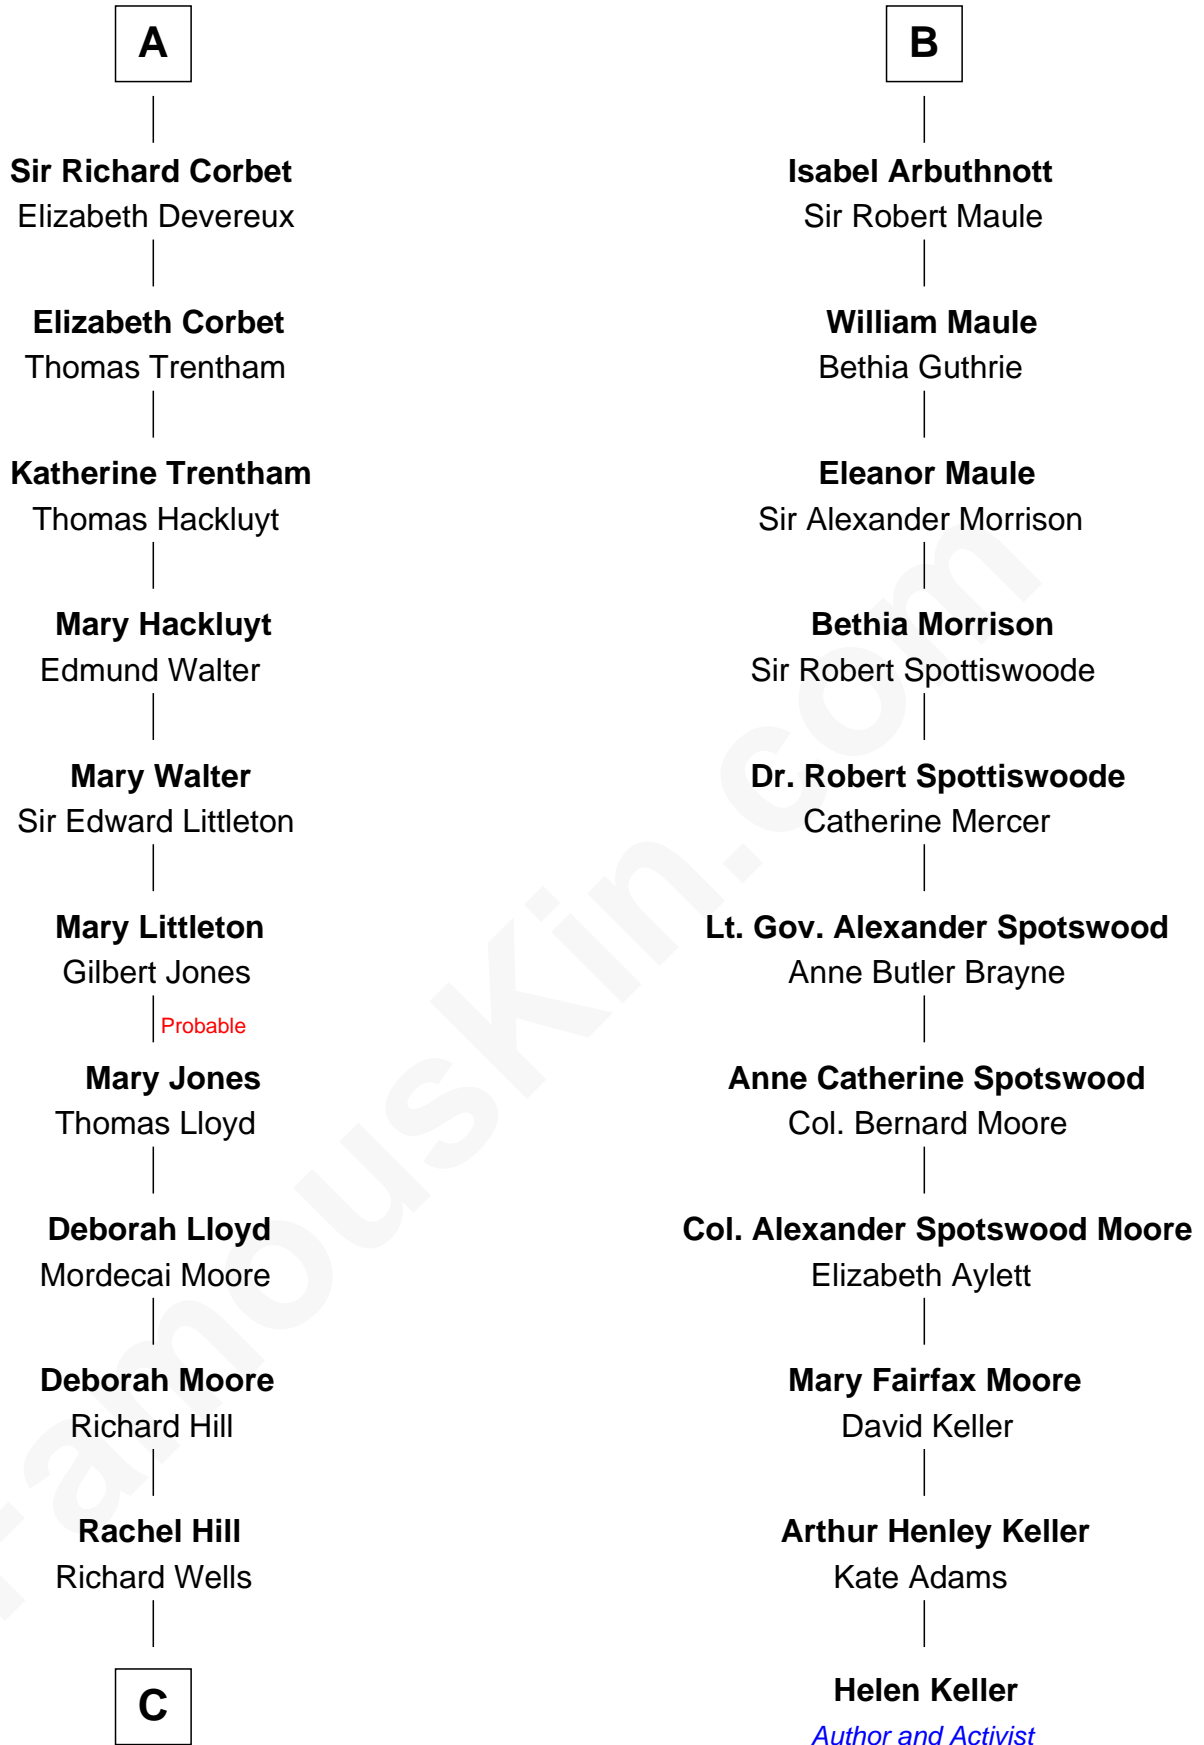 A
Sir Richard Corbet
Elizabeth Devereux
Elizabeth Corbet
Thomas Trentham
Katherine Trentham
Thomas Hackluyt
Mary Hackluyt
Edmund Walter
Mary Walter
Sir Edward Littleton
Mary Littleton
Gilbert Jones
Probable
Mary Jones
Thomas Lloyd
Deborah Lloyd
Mordecai Moore
Deborah Moore
Richard Hill
Rachel Hill
Richard Wells
C
B
Isabel Arbuthnott
Sir Robert Maule
William Maule
Bethia Guthrie
Eleanor Maule
Sir Alexander Morrison
Bethia Morrison
Sir Robert Spottiswoode
Dr. Robert Spottiswoode
Catherine Mercer
Lt. Gov. Alexander Spotswood
Anne Butler Brayne
Anne Catherine Spotswood
Col. Bernard Moore
Col. Alexander Spotswood Moore
Elizabeth Aylett
Mary Fairfax Moore
David Keller
Arthur Henley Keller
Kate Adams
Helen Keller
Author and Activist
FamousKin.com